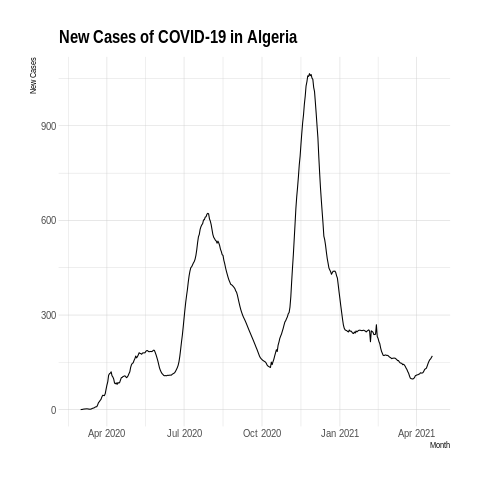 New Cases of COVID-19 in Algeria
New Cases
900
600
300
0
Apr 2020 Jul 2020 Oct 2020 Jan 2021 Apr 2021
Month